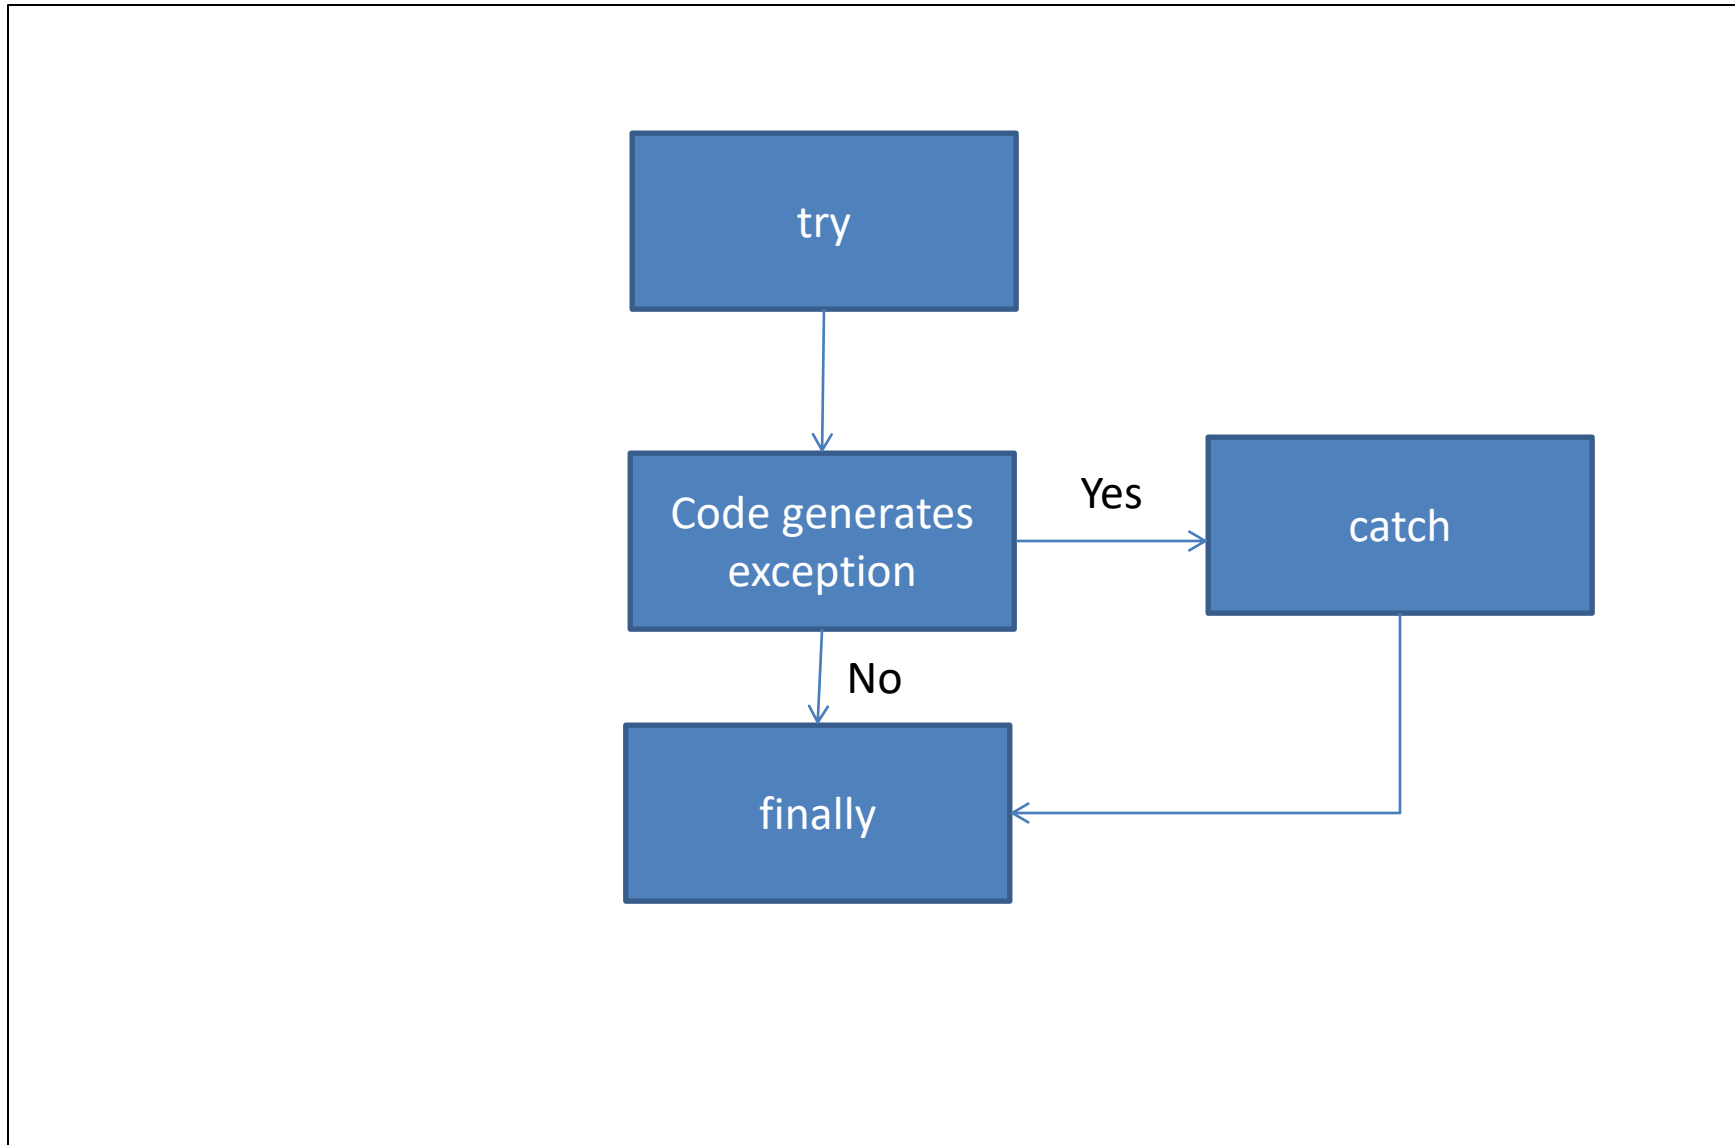 try
Code generates
exception
Yes
catch
No
finally